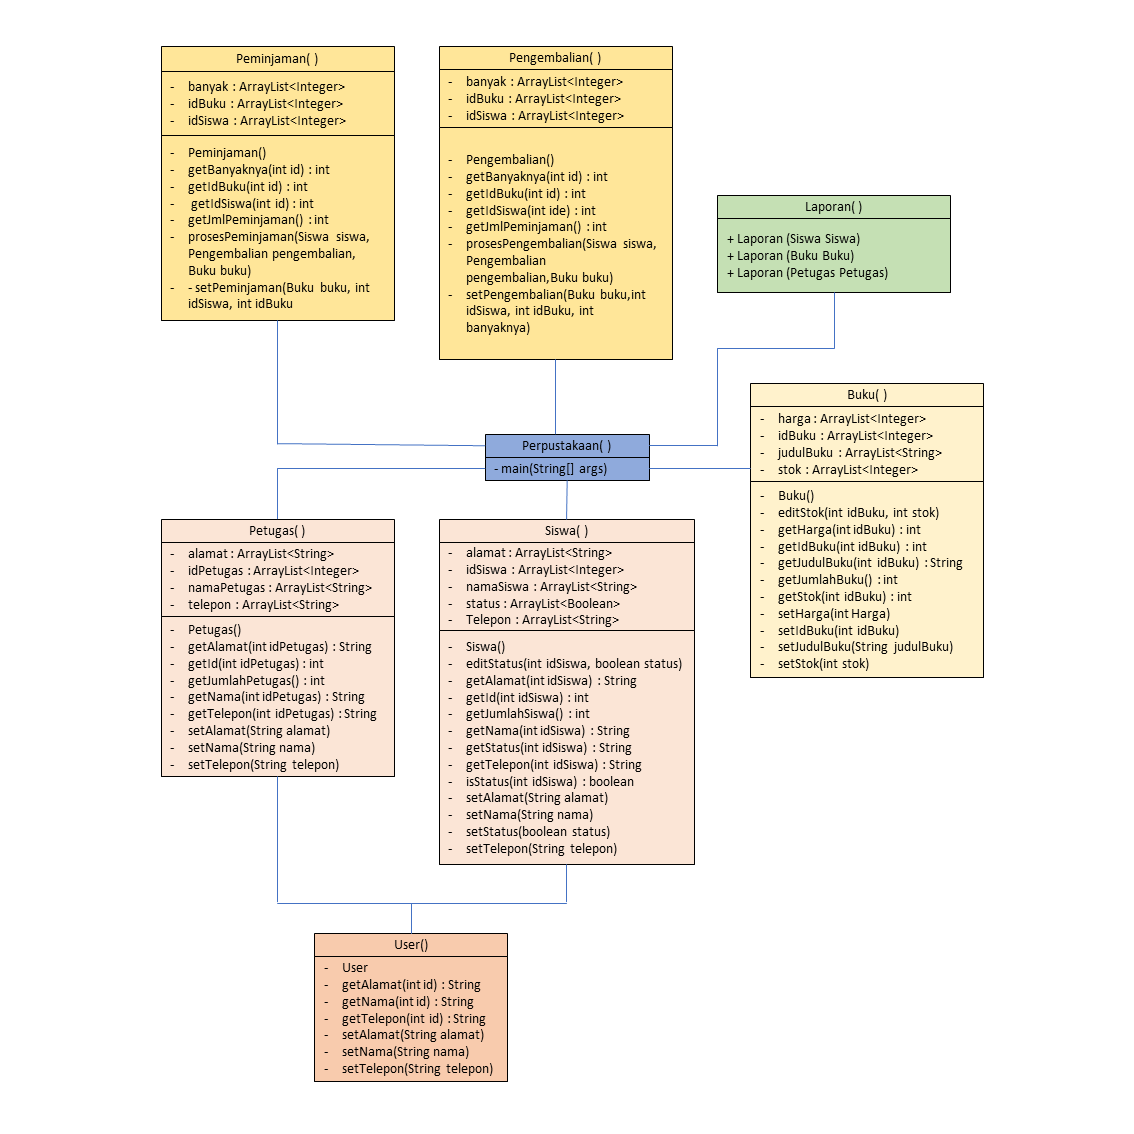 Peminjaman( )
- banyak : ArrayList<Integer>
- idBuku : ArrayList<Integer>
- idSiswa : ArrayList<Integer>
- Peminjaman()
- getBanyaknya(int id) : int
- getIdBuku(int id) : int
- getIdSiswa(int id) : int
- getJmlPeminjaman() : int
- prosesPeminjaman(Siswa siswa,
Pengembalian pengembalian,
Buku buku)
- - setPeminjaman(Buku buku, int
idSiswa, int idBuku
Pengembalian( )
- banyak : ArrayList<Integer>
- idBuku : ArrayList<Integer>
- idSiswa : ArrayList<Integer>
- Pengembalian()
- getBanyaknya(int id) : int
- getIdBuku(int id) : int
- getIdSiswa(int ide) : int
- getJmlPeminjaman() : int
- prosesPengembalian(Siswa siswa,
Pengembalian
pengembalian,Buku buku)
- setPengembalian(Buku buku,int
idSiswa, int idBuku, int
banyaknya)
Laporan( )
+ Laporan (Siswa Siswa)
+ Laporan (Buku Buku)
+ Laporan (Petugas Petugas)
Buku( )
- harga : ArrayList<Integer>
- idBuku : ArrayList<Integer>
- judulBuku : ArrayList<String>
- stok : ArrayList<Integer>
- Buku()
- editStok(int idBuku, int stok)
- getHarga(int idBuku) : int
- getIdBuku(int idBuku) : int
- getJudulBuku(int idBuku) : String
- getJumlahBuku() : int
- getStok(int idBuku) : int
- setHarga(int Harga)
- setIdBuku(int idBuku)
- setJudulBuku(String judulBuku)
- setStok(int stok)
Perpustakaan( )
- main(String[] args)
Petugas( )
- alamat : ArrayList<String>
- idPetugas : ArrayList<Integer>
- namaPetugas : ArrayList<String>
- telepon : ArrayList<String>
- Petugas()
- getAlamat(int idPetugas) : String
- getId(int idPetugas) : int
- getJumlahPetugas() : int
- getNama(int idPetugas) : String
- getTelepon(int idPetugas) : String
- setAlamat(String alamat)
- setNama(String nama)
- setTelepon(String telepon)
Siswa( )
- alamat : ArrayList<String>
- idSiswa : ArrayList<Integer>
- namaSiswa : ArrayList<String>
- status : ArrayList<Boolean>
- Telepon : ArrayList<String>
- Siswa()
- editStatus(int idSiswa, boolean status)
- getAlamat(int idSiswa) : String
- getId(int idSiswa) : int
- getJumlahSiswa() : int
- getNama(int idSiswa) : String
- getStatus(int idSiswa) : String
- getTelepon(int idSiswa) : String
- isStatus(int idSiswa) : boolean
- setAlamat(String alamat)
- setNama(String nama)
- setStatus(boolean status)
- setTelepon(String telepon)
User()
- User
- getAlamat(int id) : String
- getNama(int id) : String
- getTelepon(int id) : String
- setAlamat(String alamat)
- setNama(String nama)
- setTelepon(String telepon)